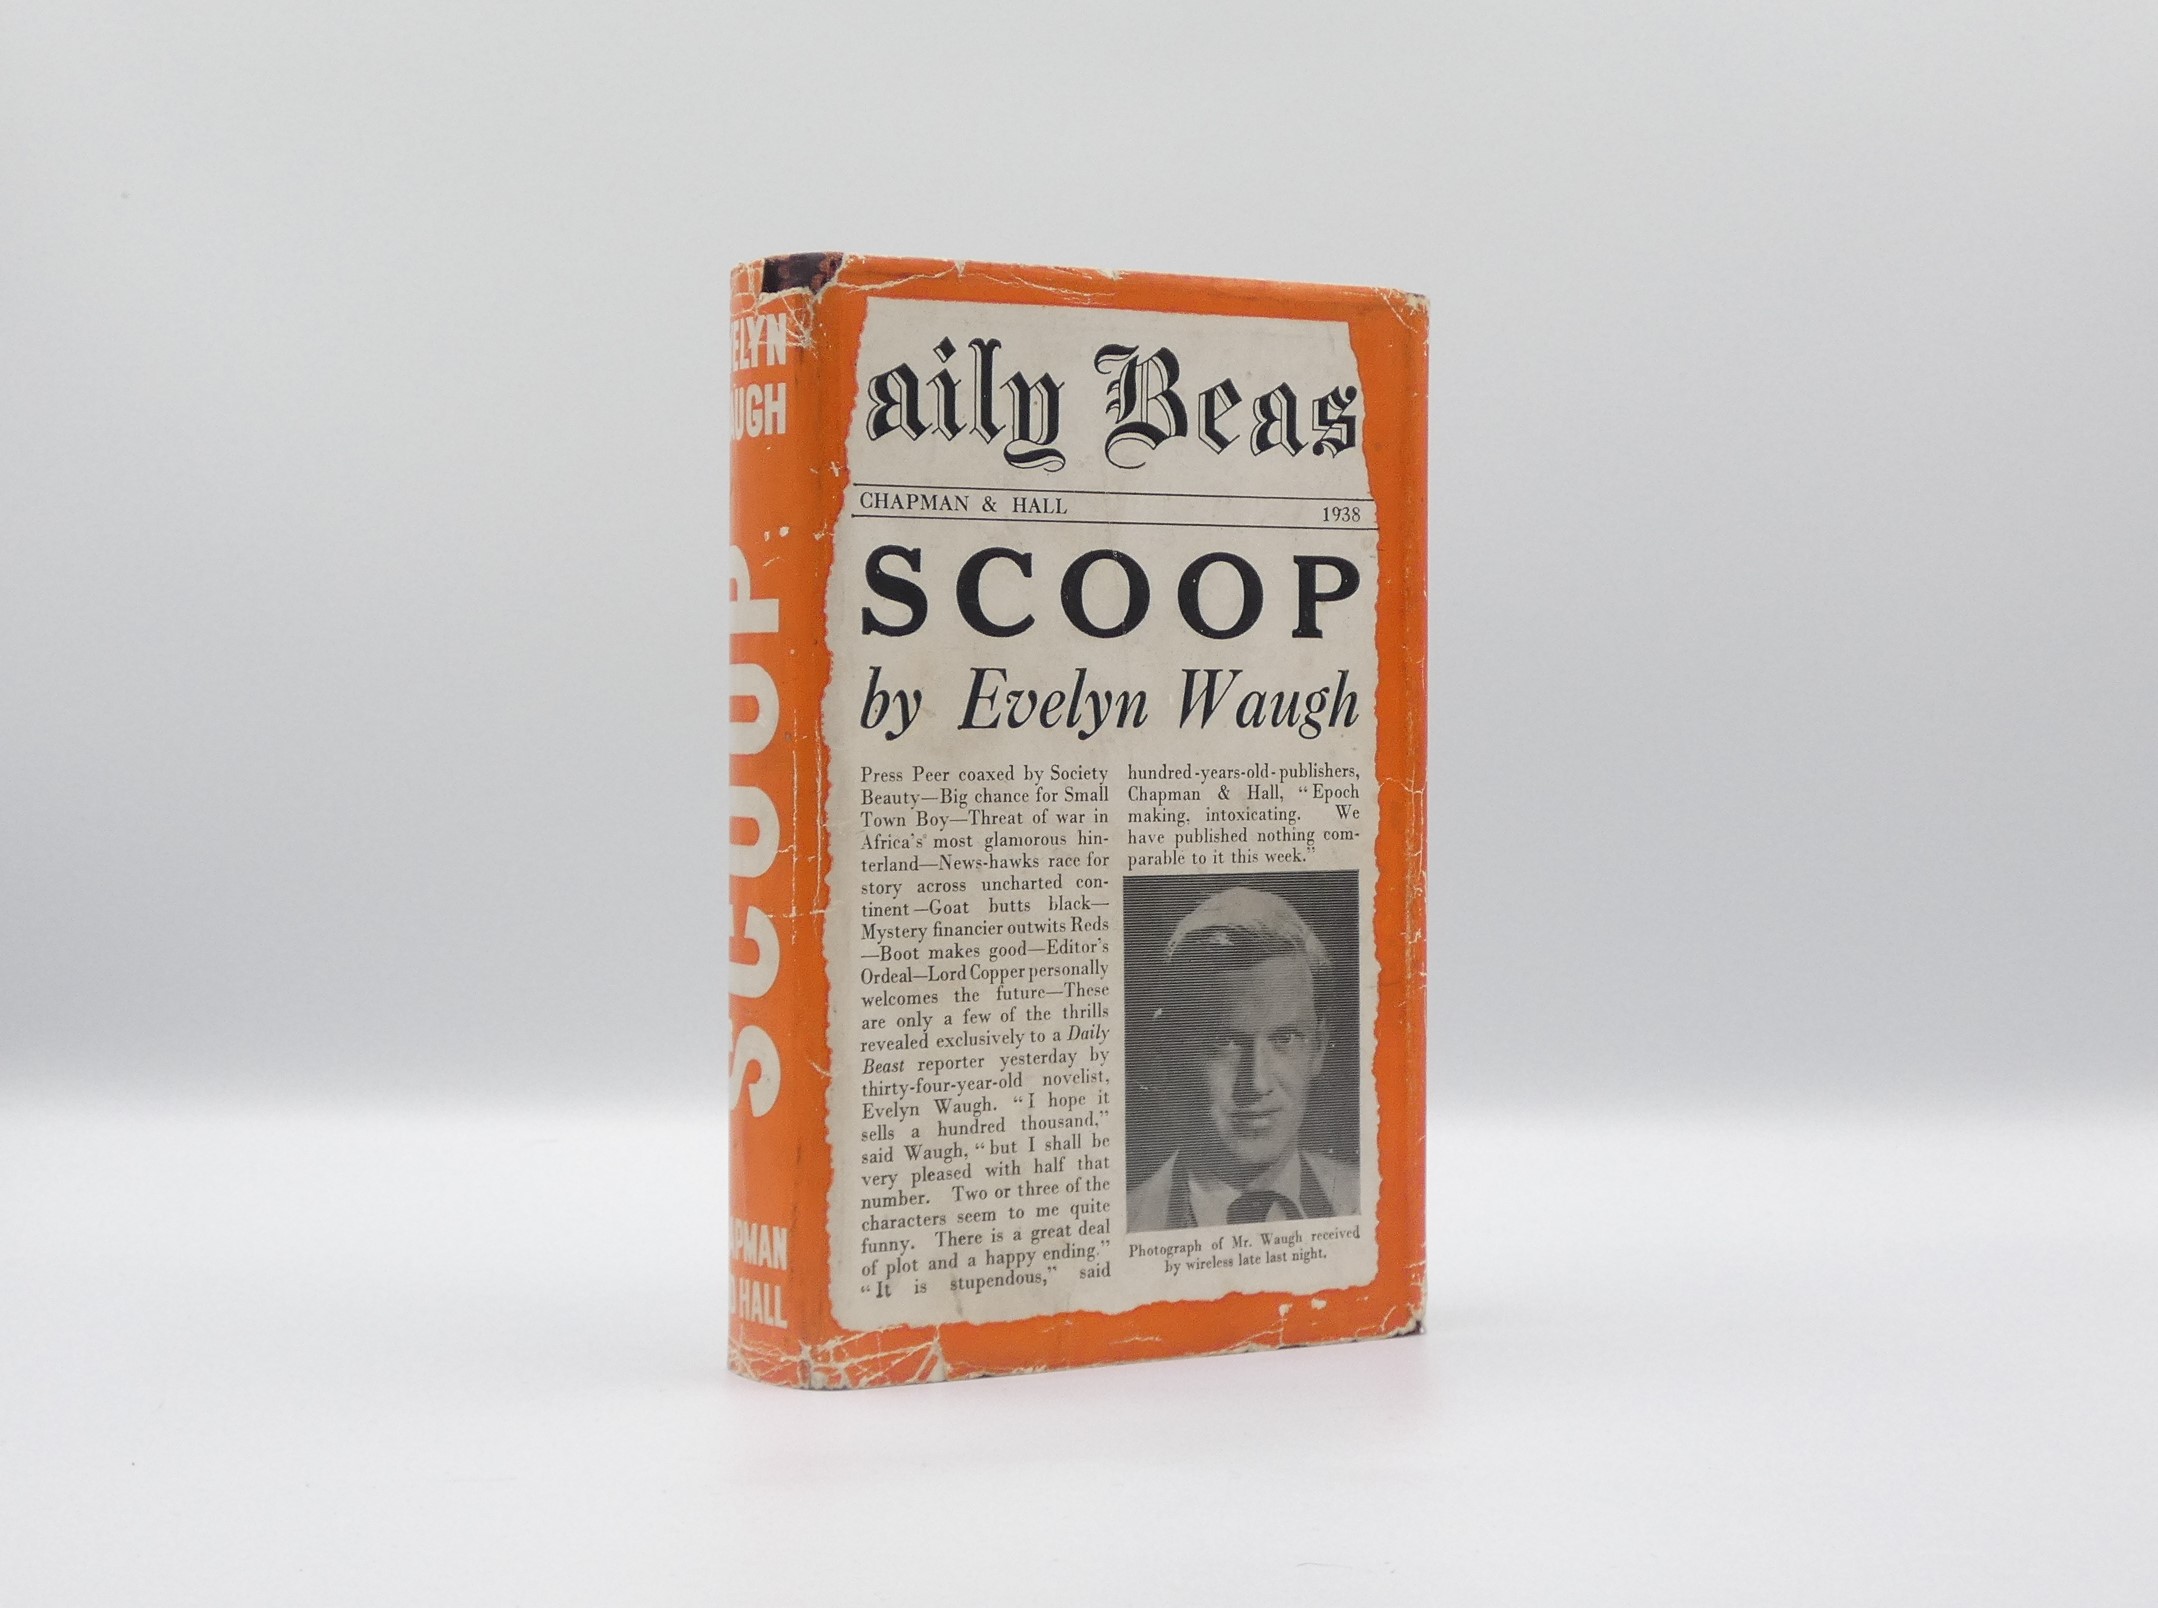 ELYN
AUGH
SCOOP
APMAN
D HALL
aily Beas
CHAPMAN & HALL 1938
SCOOP
by Evelyn Waugh
Press Peer coaxed by Society
Beauty—Big chance for Small
Town Boy—Threat of war in
Africa's most glamorous hin-
terland—News-hawks race for
story across uncharted con-
tinent—Goat butts black—
Mystery financier outwits Reds
—Boot makes good—Editor's
Ordeal—Lord Copper personally
welcomes the future—These
are only a few of the thrills
revealed exclusively to a Daily
Beast reporter yesterday by
thirty-four-year-old novelist,
Evelyn Waugh. “I hope it
sells a hundred thousand,”
said Waugh, “but I shall be
very pleased with half that
number. Two or three of the
characters seem to me quite
funny. There is a great deal
of plot and a happy ending.”
“It is stupendous,” said
hundred-years-old-publishers,
Chapman & Hall, “Epoch
making, intoxicating. We
have published nothing com-
parable to it this week.”
Photograph of Mr. Waugh received
by wireless late last night.